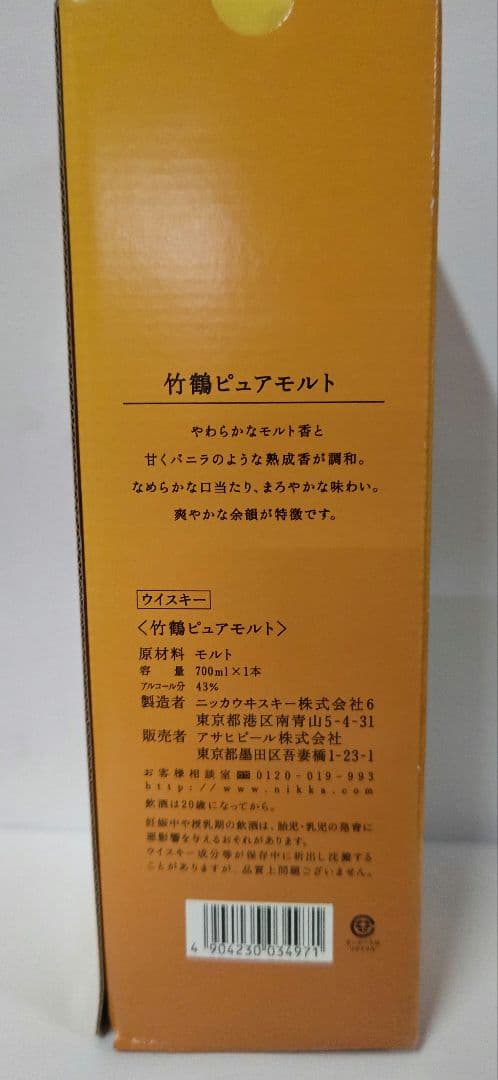 竹鶴ピュアモルト
やわらかなモルト香と
甘くバニラのような熟成香が調和。
なめらかな口当たり、まろやかな味わい。
爽やかな余韻が特徴です。
ウイスキー
〈竹鶴ピュアモルト〉
原材料 モルト
容 量 700ml×1本
アルコール分 43%
製造者 ニッカウヰスキー株式会社6
東京都港区南青山5-4-31
販売者 アサヒビール株式会社
東京都墨田区吾妻橋1-23-1
お客様相談室 0120-019-993
http://www.nikka.com
飲酒は20歳になってから。
妊娠中や授乳期の飲酒は、胎児・乳児の発育に
悪影響を与えるおそれがあります。
ウイスキー成分等が保存中に析出し沈澱する
ことがありますが、品質上問題ございません。
4 904230 034971